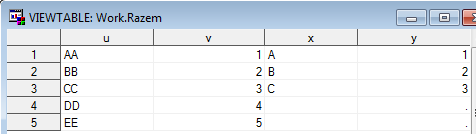 VIEWTABLE: Work.Razem
u v x y
1 AA 1 A 1
2 BB 2 B 2
3 CC 3 C 3
4 DD 4 .
5 EE 5 .